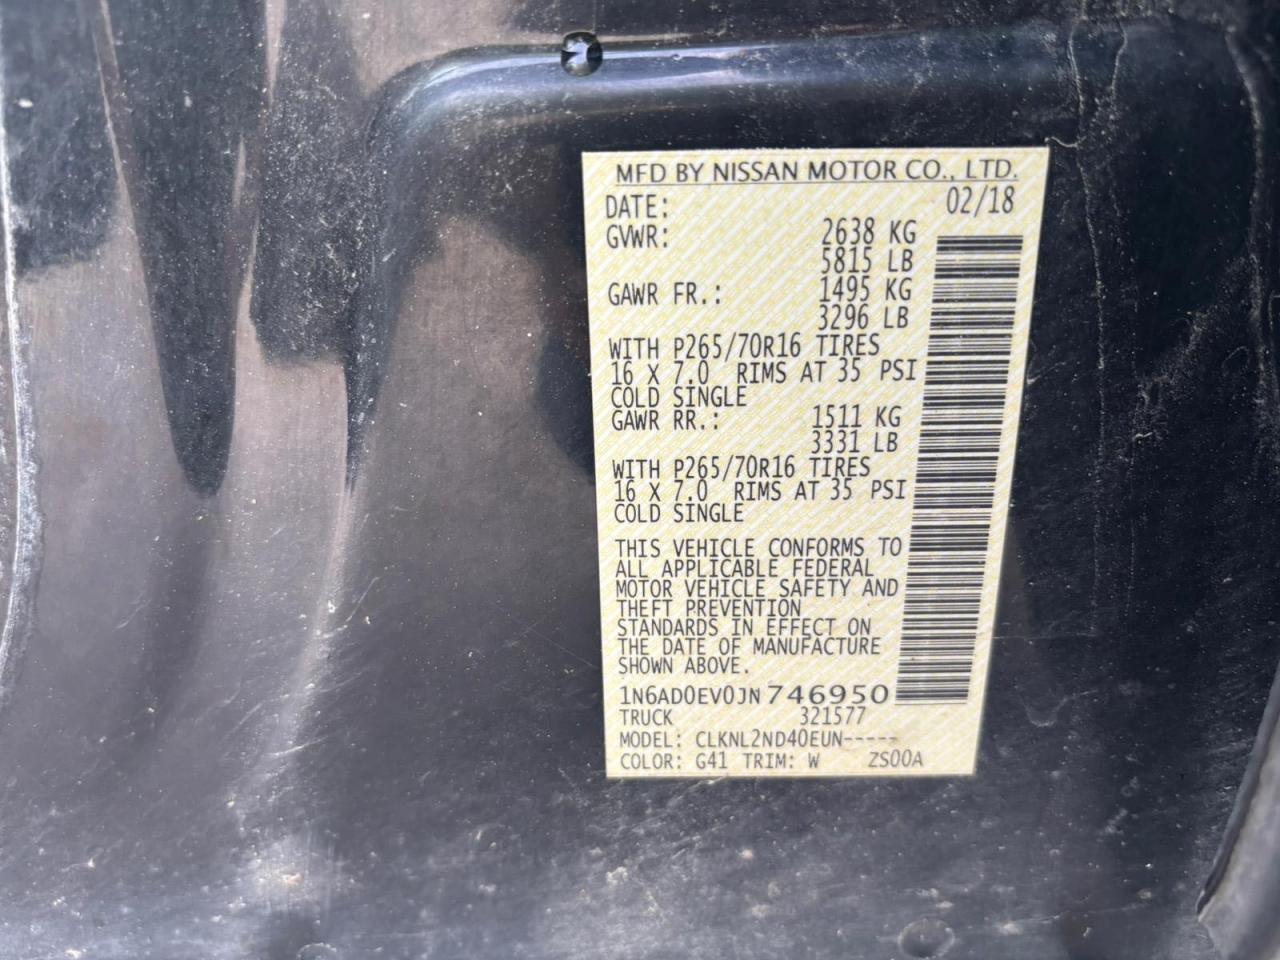 MFD BY NISSAN MOTOR CO., LTD.
DATE: 02/18
GVWR: 2638 KG
5815 LB
GAWR FR.: 1495 KG
3296 LB
WITH P265/70R16 TIRES
16 X 7.0 RIMS AT 35 PSI
COLD SINGLE
GAWR RR.: 1511 KG
3331 LB
WITH P265/70R16 TIRES
16 X 7.0 RIMS AT 35 PSI
COLD SINGLE
THIS VEHICLE CONFORMS TO
ALL APPLICABLE FEDERAL
MOTOR VEHICLE SAFETY AND
THEFT PREVENTION
STANDARDS IN EFFECT ON
THE DATE OF MANUFACTURE
SHOWN ABOVE.
1N6AD0EV0JN746950
TRUCK 321577
MODEL: CLKNL2ND40EUN-----
COLOR: G41 TRIM: W ZS00A